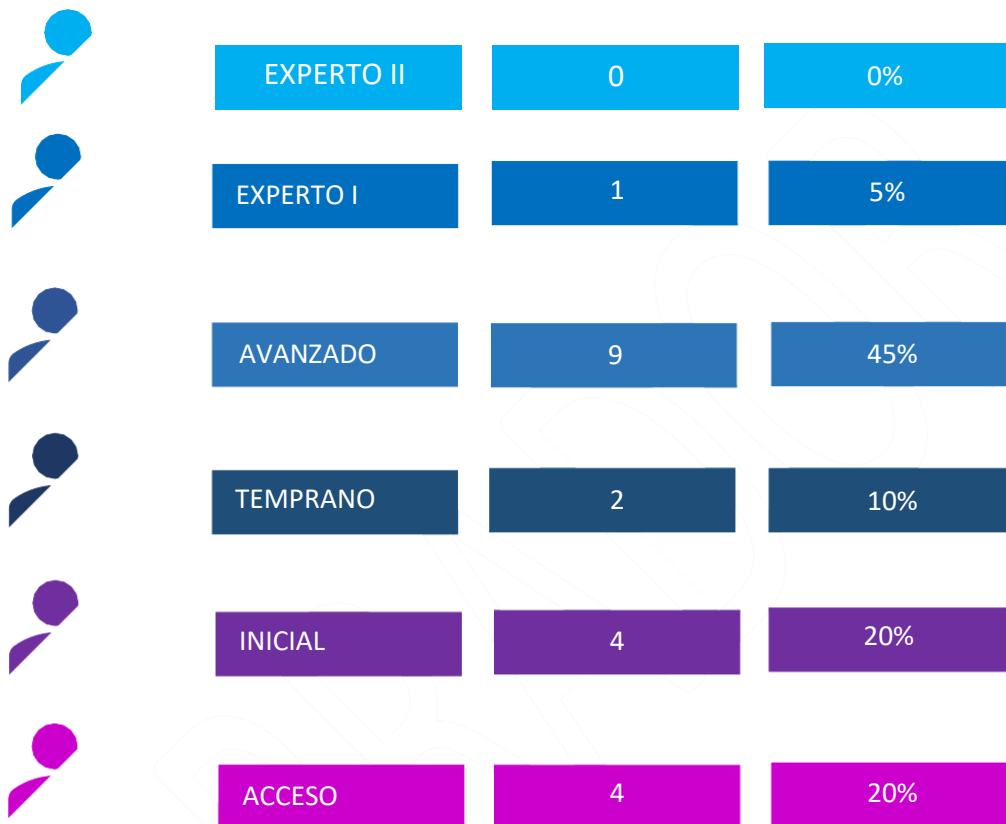 EXPERTO II 0 0%
EXPERTO I 1 5%
AVANZADO 9 45%
TEMPRANO 2 10%
INICIAL 4 20%
ACCESO 4 20%